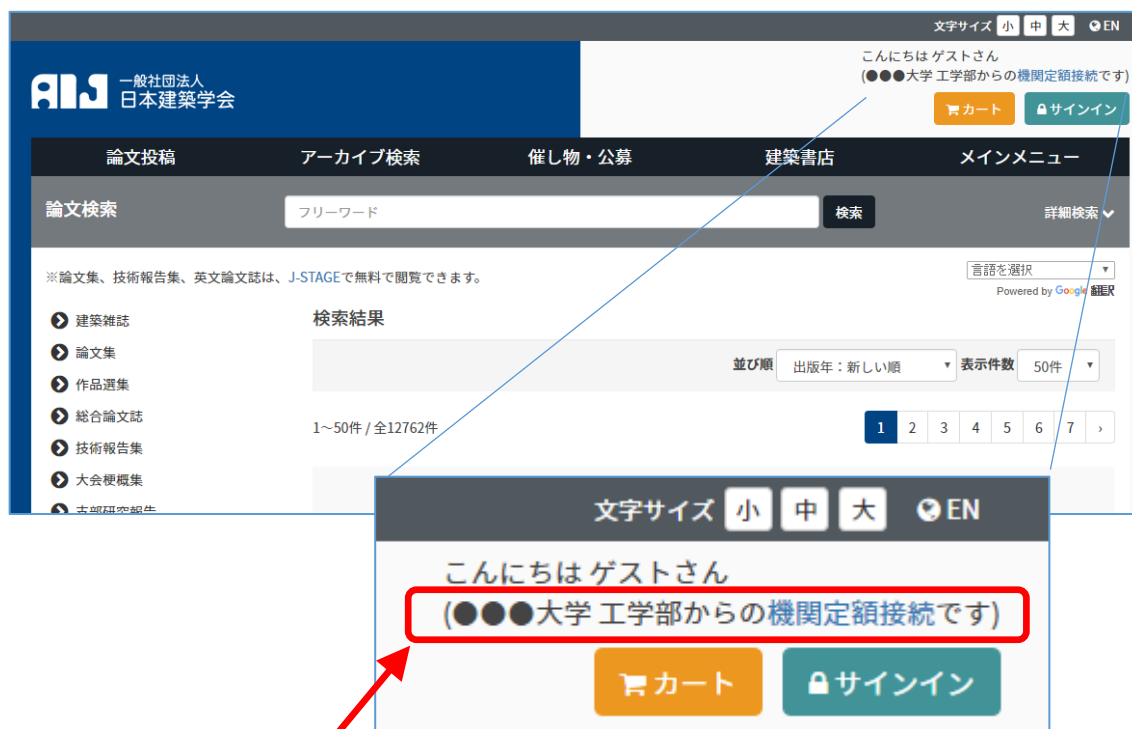 文字サイズ 小 中 大 EN
こんにちは ゲストさん
(●●●大学 工学部からの機関定額接続です)
カート サインイン
AIJ 一般社団法人
日本建築学会
論文投稿 アーカイブ検索 催し物・公募 建築書店 メインメニュー
論文検索 フリーワード 検索 詳細検索
※論文集、技術報告集、英文論文誌は、J-STAGEで無料で閲覧できます。
言語を選択
Powered by Google 翻訳
建築雑誌
論文集
作品選集
総合論文誌
技術報告集
大会梗概集
支部研究報告
検索結果
並び順 出版年：新しい順 表示件数 50件
1～50件 / 全12762件
1 2 3 4 5 6 7 ›
文字サイズ 小 中 大 EN
こんにちは ゲストさん
(●●●大学 工学部からの機関定額接続です)
カート サインイン